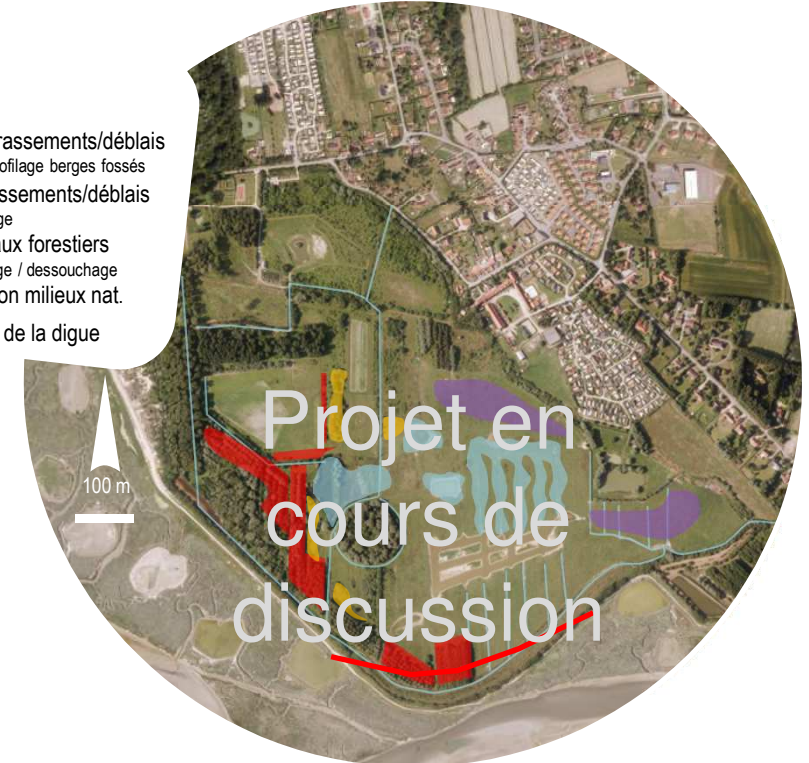 rassements/déblais
ofilage berges fossés
ssements/déblais
ge
aux forestiers
ge / dessouchage
on milieux nat.
de la digue
100 m
Projet en
cours de
discussion